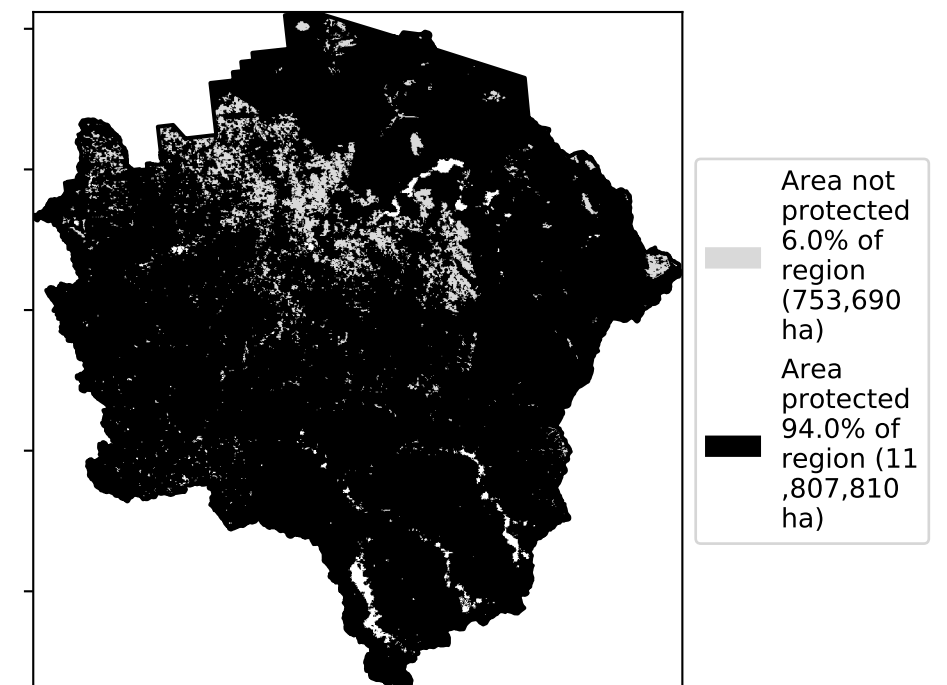 Area not
protected
6.0% of
region
(753,690
ha)
Area
protected
94.0% of
region (11
,807,810
ha)